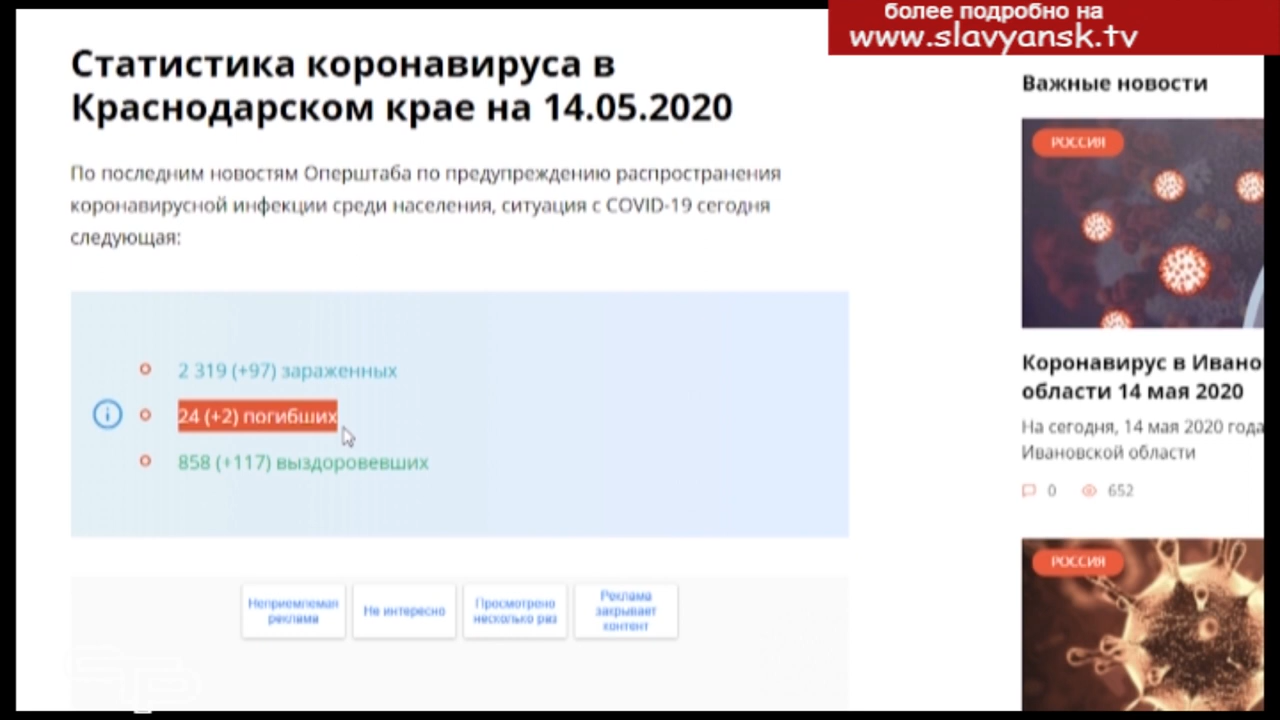 более подробно на
www.slavyansk.tv
Статистика коронавируса в
Краснодарском крае на 14.05.2020
По последним новостям Оперштаба по предупреждению распространения
коронавирусной инфекции среди населения, ситуация с COVID-19 сегодня
следующая:
2 319 (+97) зараженных
24 (+2) погибших
858 (+117) выздоровевших
Неприемлемая
реклама
Не интересно
Просмотрено
несколько раз
Реклама
закрывает
контент
Важные новости
РОССИЯ
Коронавирус в Ивано
области 14 мая 2020
На сегодня, 14 мая 2020 года
Ивановской области
0 652
РОССИЯ